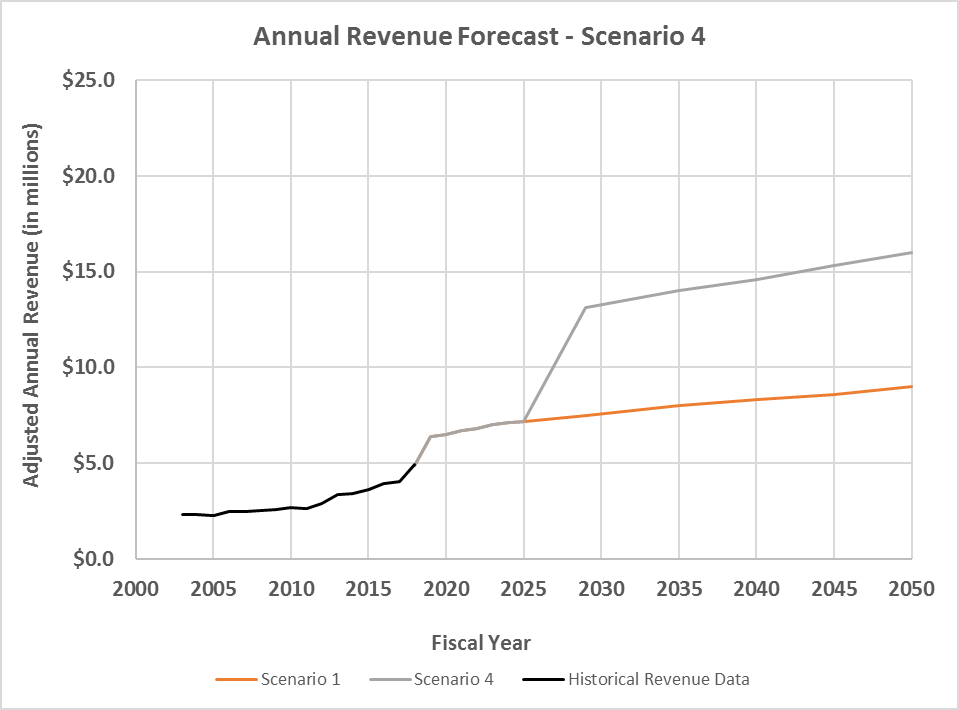 Annual Revenue Forecast - Scenario 4
Adjusted Annual Revenue (in millions)
$25.0
$20.0
$15.0
$10.0
$5.0
$0.0
2000 2005 2010 2015 2020 2025 2030 2035 2040 2045 2050
Fiscal Year
Scenario 1 Scenario 4 Historical Revenue Data